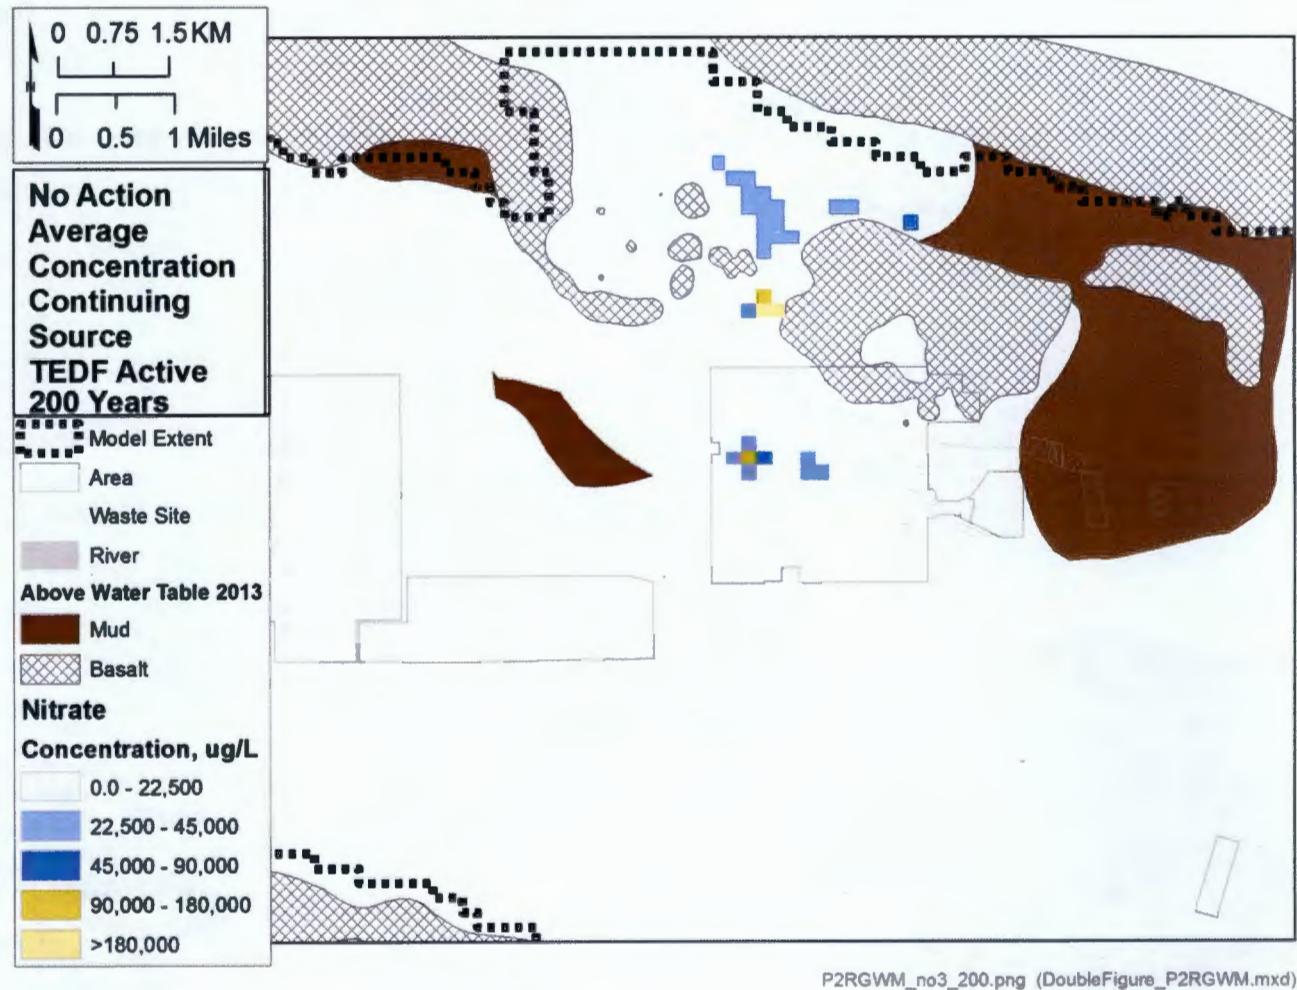 0 0.75 1.5 KM
N
0 0.5 1 Miles
No Action
Average
Concentration
Continuing
Source
TEDF Active
200 Years
Model Extent
Area
Waste Site
River
Above Water Table 2013
Mud
Basalt
Nitrate
Concentration, ug/L
0.0 - 22,500
22,500 - 45,000
45,000 - 90,000
90,000 - 180,000
>180,000
P2RGWM_no3_200.png (DoubleFigure_P2RGWM.mxd)